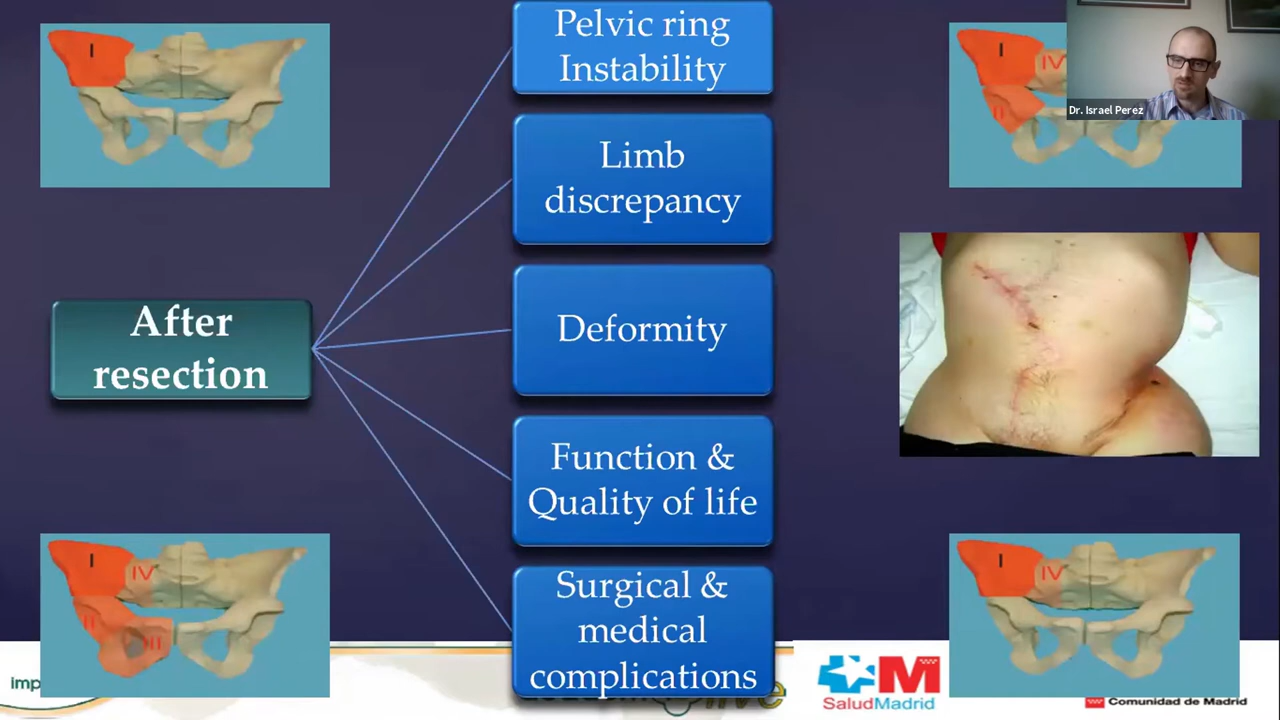 I
Pelvic ring
Instability
I
IV
II
Dr. Israel Perez
Limb
discrepancy
After
resection
Deformity
Function &
Quality of life
I
IV
II
III
Surgical &
medical
complications
I
IV
imp
SaludMadrid
Comunidad de Madrid